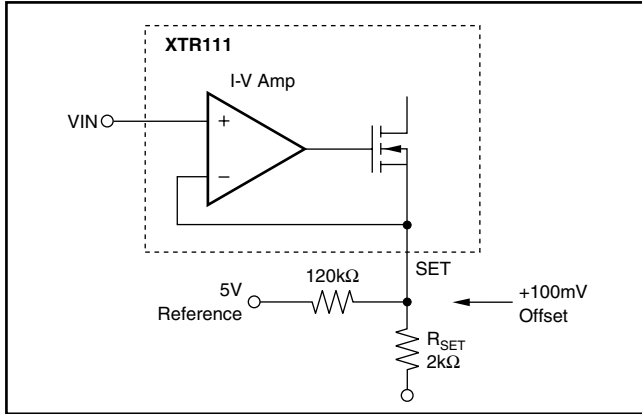 XTR111
I-V Amp
VIN
+
−
SET
120kΩ
5V
Reference
+100mV
Offset
RSET
2kΩ